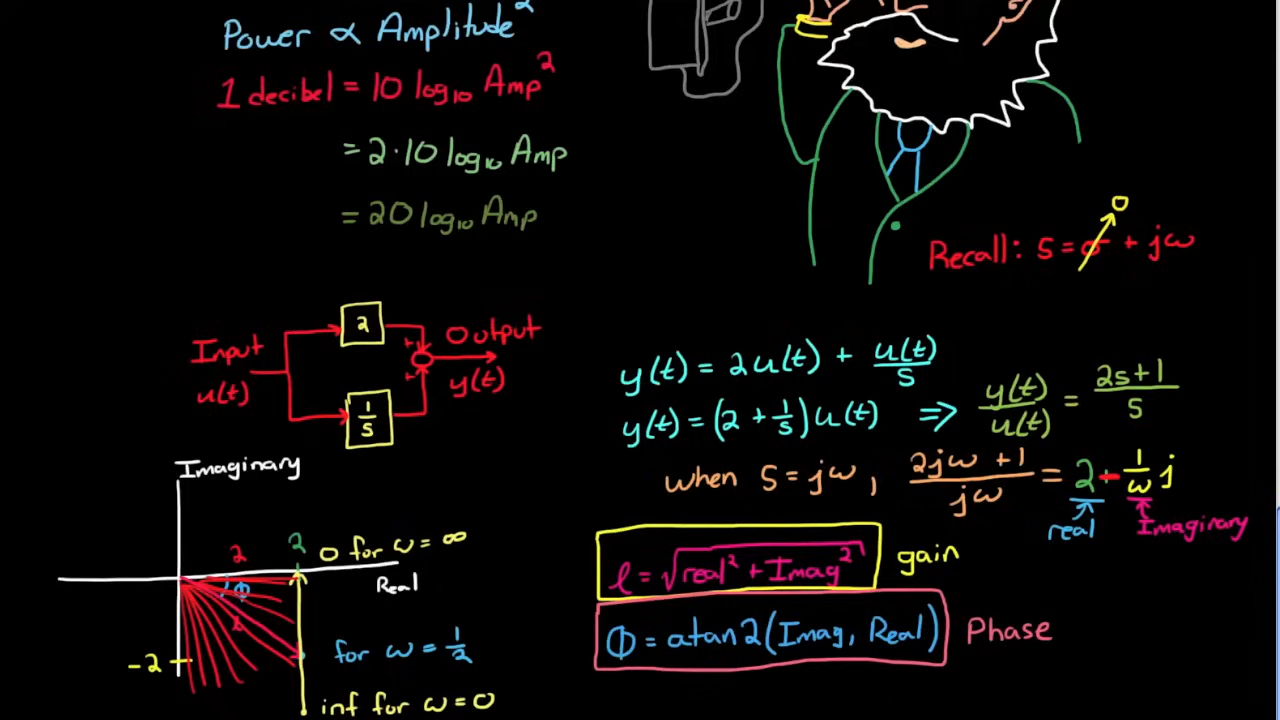 Power ∝ Amplitude²
1 decibel = 10 log₁₀ Amp²
= 2·10 log₁₀ Amp
= 20 log₁₀ Amp
Recall: S = σ + jω
0
Input
u(t)
2
1/s
+
+
Output
y(t)
y(t) = 2u(t) + u(t)/s
y(t) = (2 + 1/s) u(t) ⇒ y(t)/u(t) = (2s+1)/s
when S = jω, (2jω + 1)/jω = 2 - 1/ω j
real
Imaginary
ℓ = √(real² + Imag²) gain
Φ = atan2(Imag, Real) Phase
Imaginary
2
2
0 for ω = ∞
Real
Φ
ℓ
for ω = 1/2
-2
inf for ω = 0